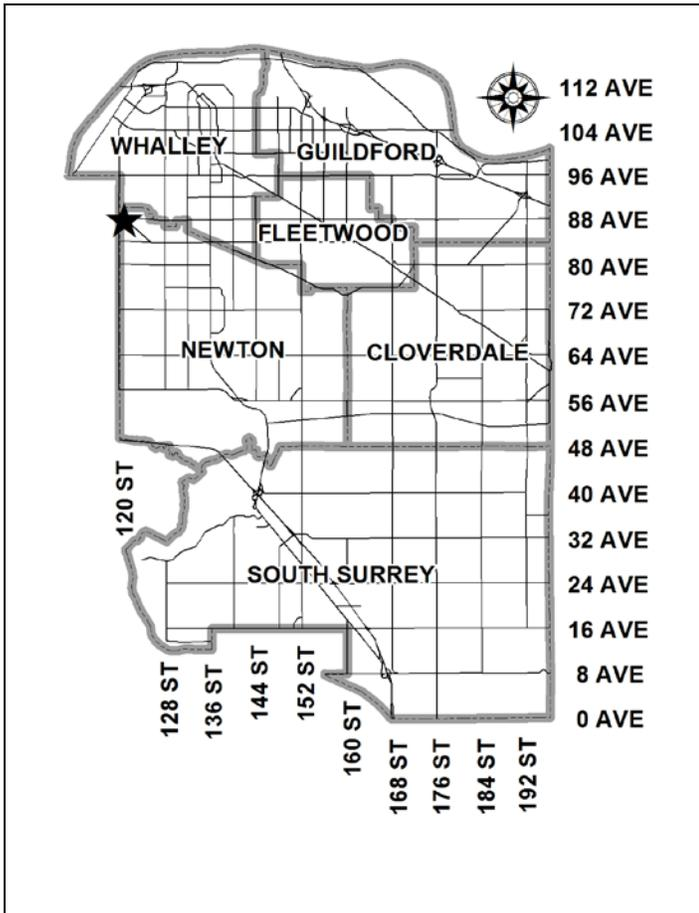 112 AVE
104 AVE
WHALLEY
GUILDFORD
96 AVE
88 AVE
FLEETWOOD
80 AVE
72 AVE
NEWTON
CLOVERDALE
64 AVE
56 AVE
48 AVE
120 ST
40 AVE
32 AVE
SOUTH SURREY
24 AVE
16 AVE
8 AVE
0 AVE
128 ST
136 ST
144 ST
152 ST
160 ST
168 ST
176 ST
184 ST
192 ST